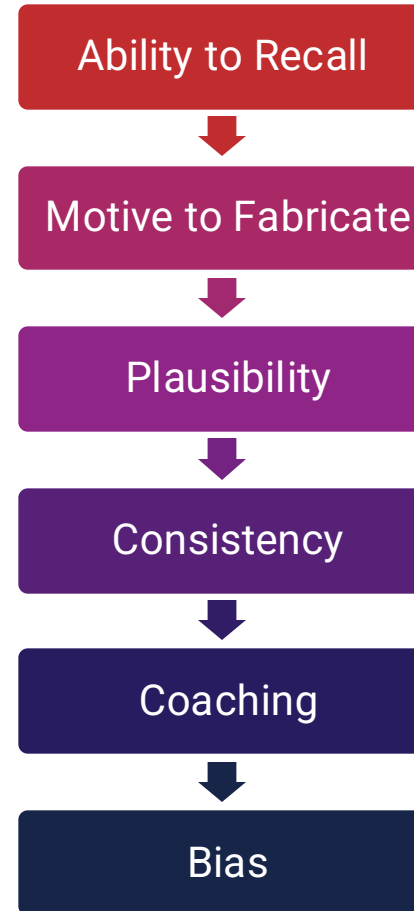 Ability to Recall
Motive to Fabricate
Plausibility
Consistency
Coaching
Bias